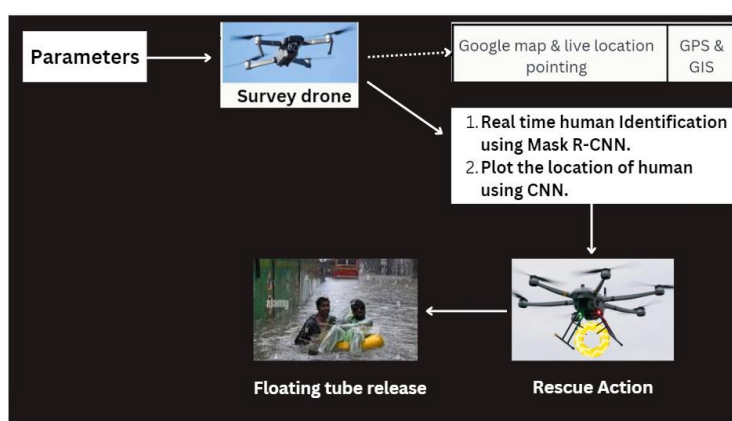 Parameters
Survey drone
Google map & live location
pointing
GPS &
GIS
1. Real time human Identification
using Mask R-CNN.
2. Plot the location of human
using CNN.
alamy
Floating tube release
Rescue Action